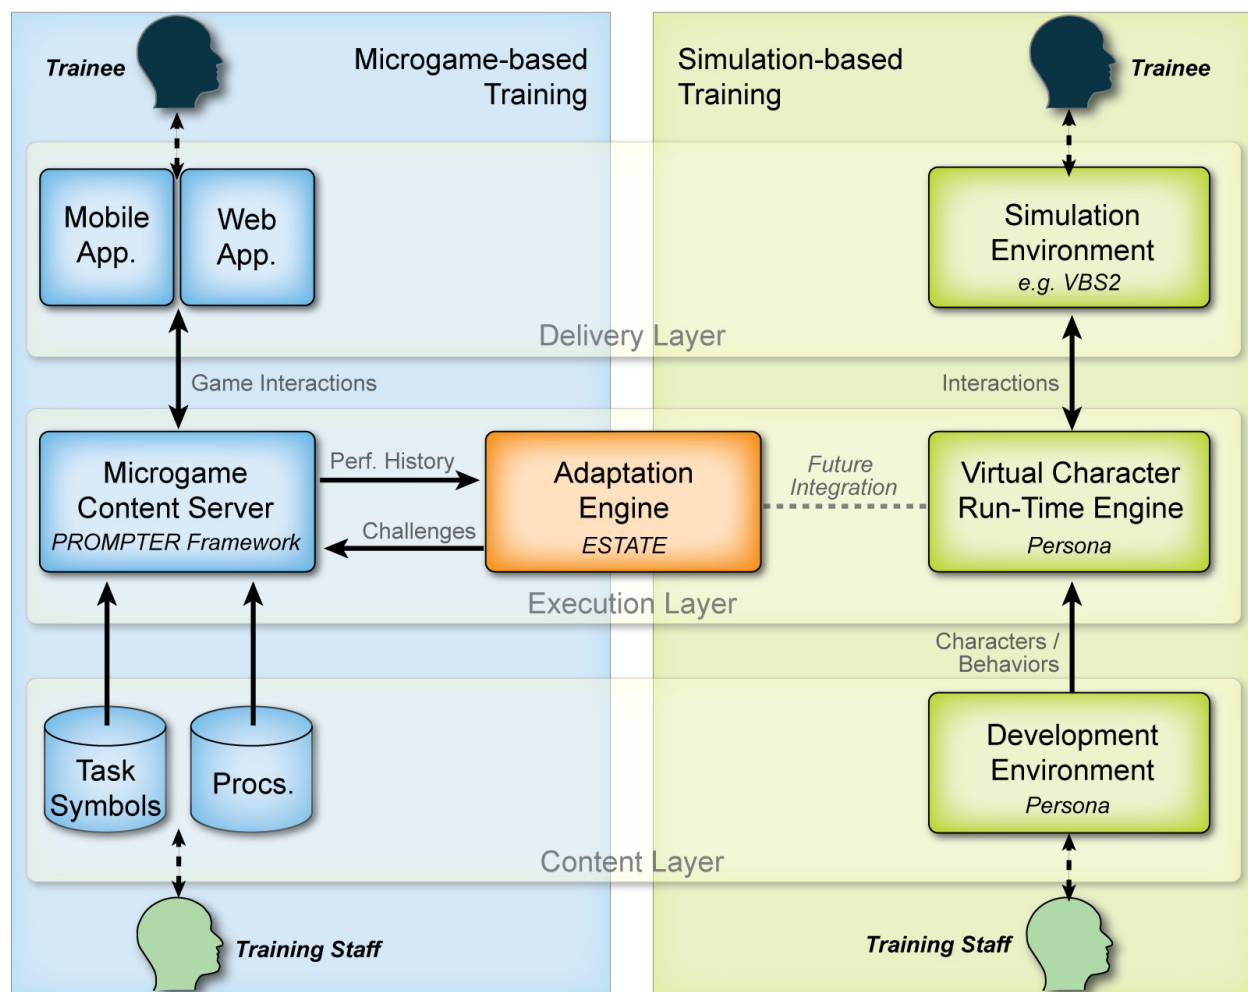 Trainee
Microgame-based
Training
Simulation-based
Training
Trainee
Mobile
App.
Web
App.
Simulation
Environment
e.g. VBS2
Delivery Layer
Game Interactions
Interactions
Microgame
Content Server
PROMPTER Framework
Perf. History
Challenges
Adaptation
Engine
ESTATE
Future
Integration
Virtual Character
Run-Time Engine
Persona
Execution Layer
Characters /
Behaviors
Task
Symbols
Procs.
Development
Environment
Persona
Content Layer
Training Staff
Training Staff